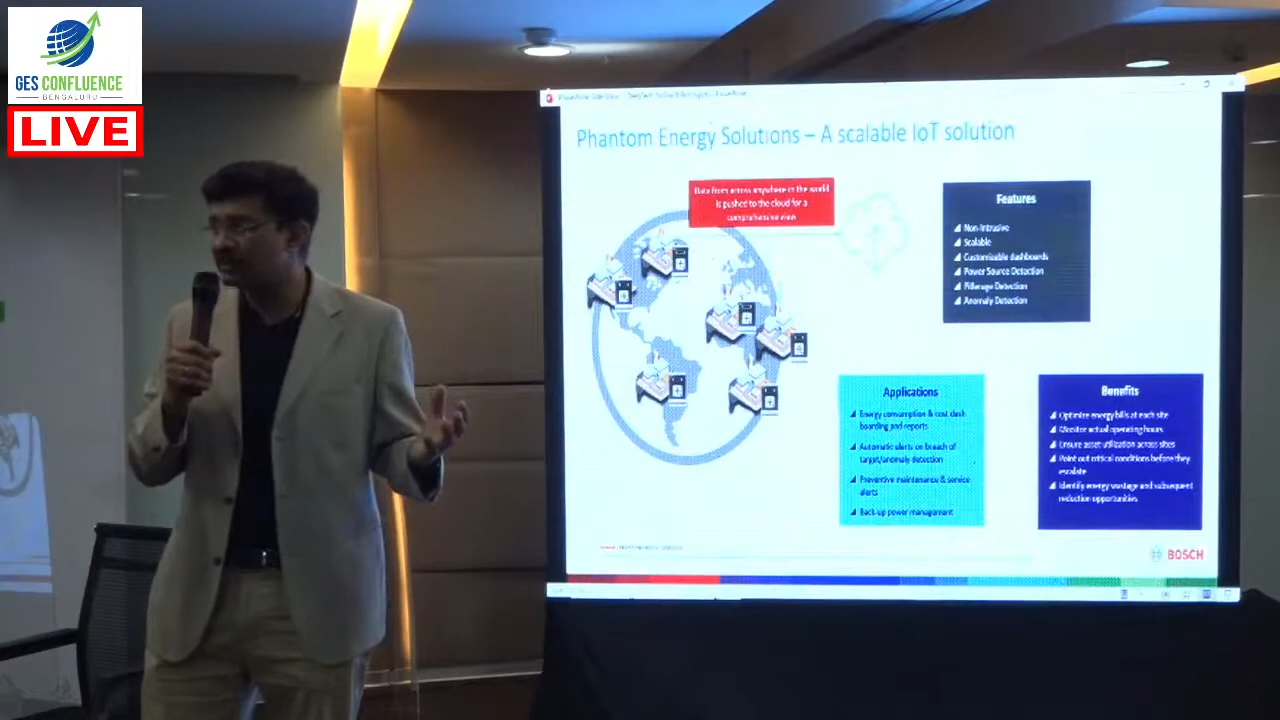 GES CONFLUENCE
BENGALURU
LIVE
Phantom Energy Solutions – A scalable IoT solution
Data from across anywhere in the world
is pushed to the cloud for a
comprehensive view
Features
Non-Intrusive
Scalable
Customizable dashboards
Power Source Detection
Pilferage Detection
Anomaly Detection
Applications
Energy consumption & cost dash
boarding and reports
Automatic alerts on breach of
target/anomaly detection
Preventive maintenance & service
alerts
Back-up power management
Benefits
Optimize energy bills at each site
Monitor actual operating hours
Ensure asset utilization across sites
Point out critical conditions before they
escalate
Identify energy wastage and subsequent
reduction opportunities
BOSCH